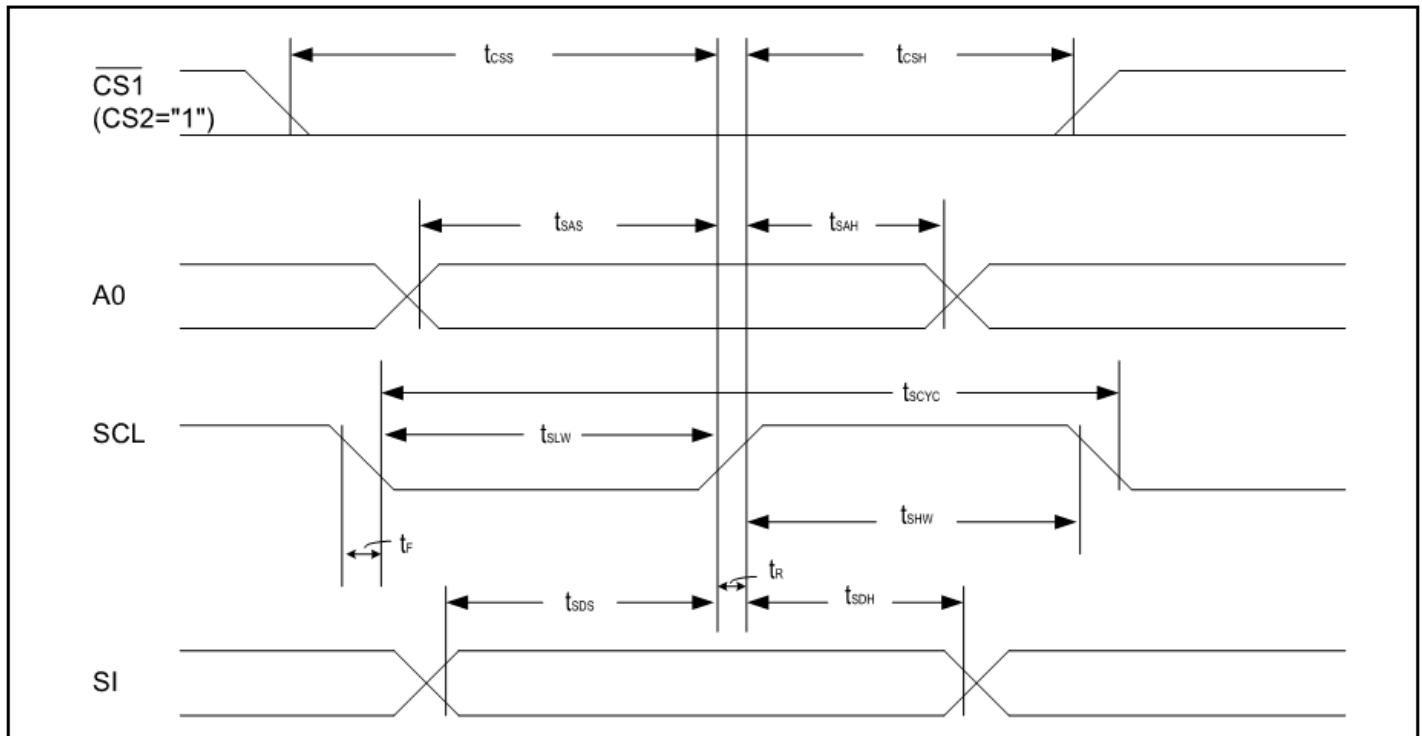 tCSS
tCSH
CS1
(CS2="1")
tSAS
tSAH
A0
tSCYC
SCL
tSLW
tSHW
tF
tR
tSDS
tSDH
SI